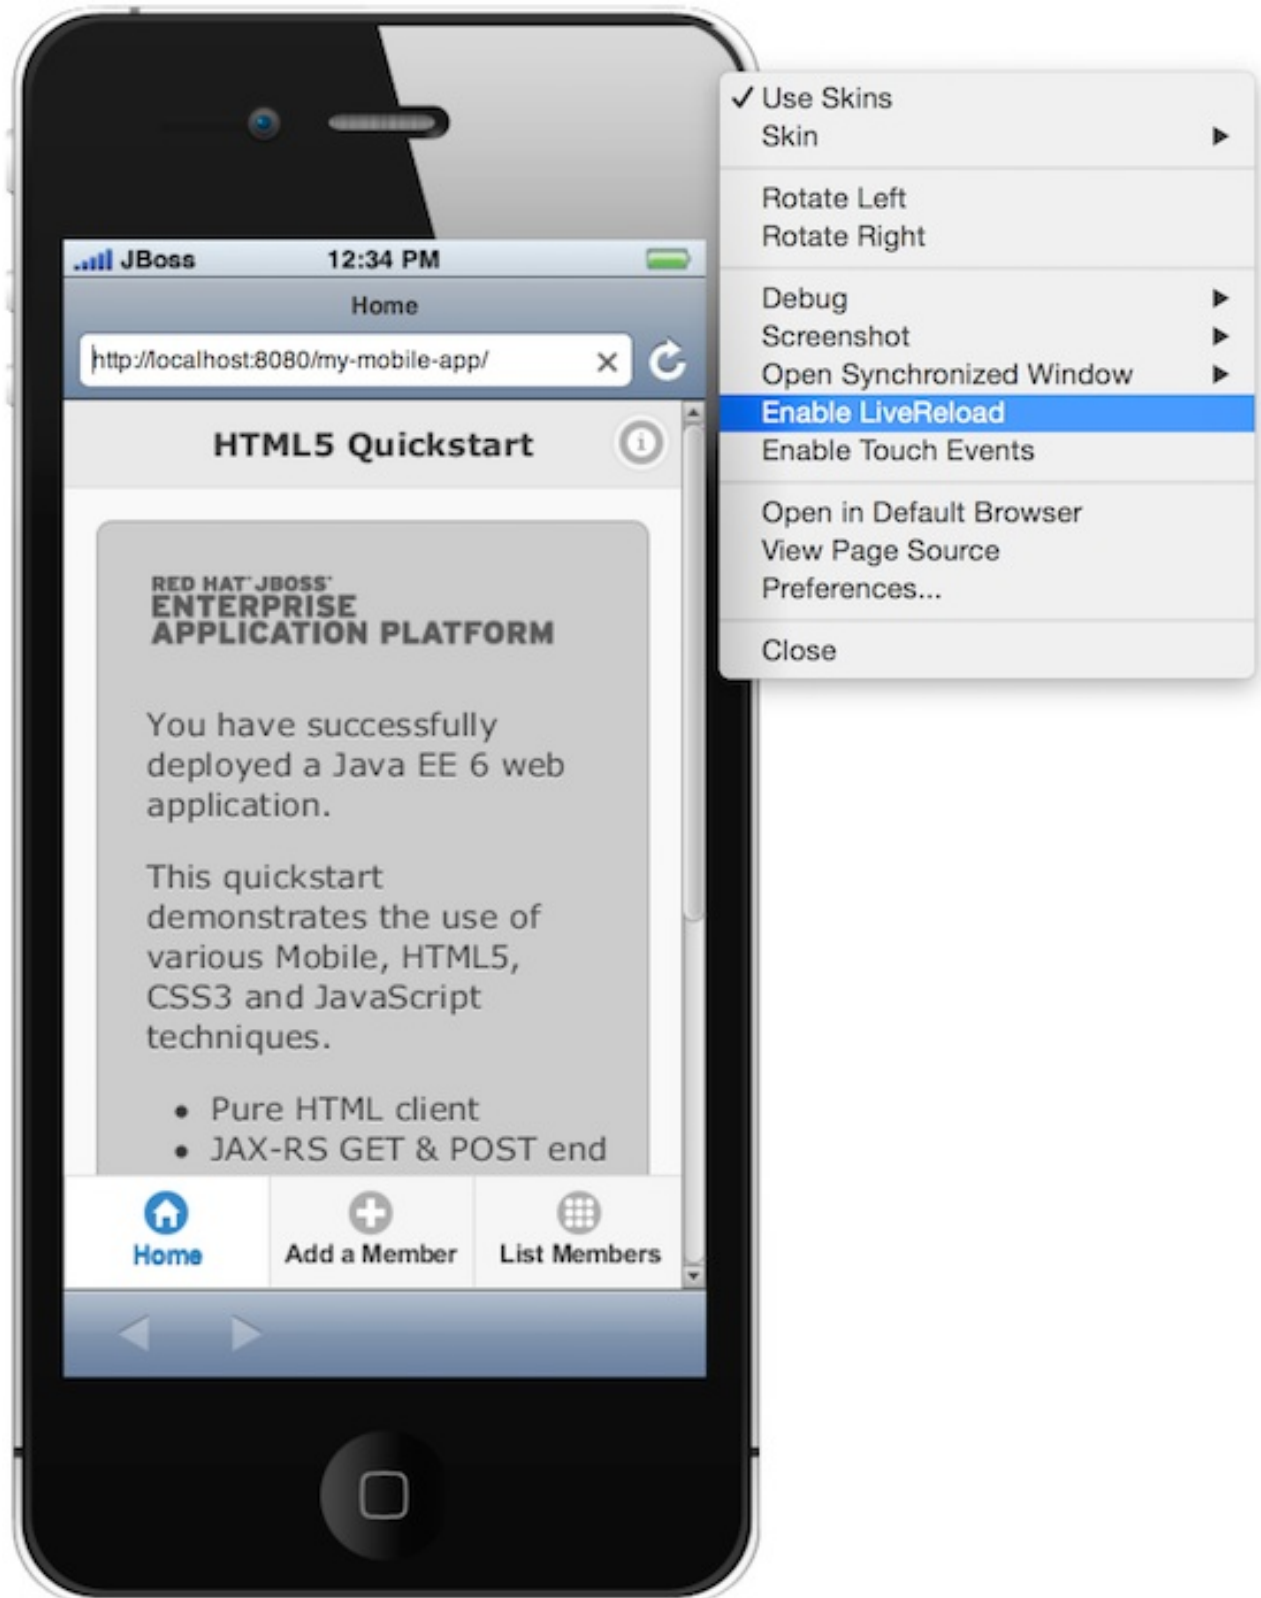 JBoss 12:34 PM
Home
http://localhost:8080/my-mobile-app/
HTML5 Quickstart
RED HAT JBOSS
ENTERPRISE
APPLICATION PLATFORM
You have successfully
deployed a Java EE 6 web
application.
This quickstart
demonstrates the use of
various Mobile, HTML5,
CSS3 and JavaScript
techniques.
• Pure HTML client
• JAX-RS GET & POST end
Home
Add a Member
List Members
✓ Use Skins
Skin
Rotate Left
Rotate Right
Debug
Screenshot
Open Synchronized Window
Enable LiveReload
Enable Touch Events
Open in Default Browser
View Page Source
Preferences...
Close